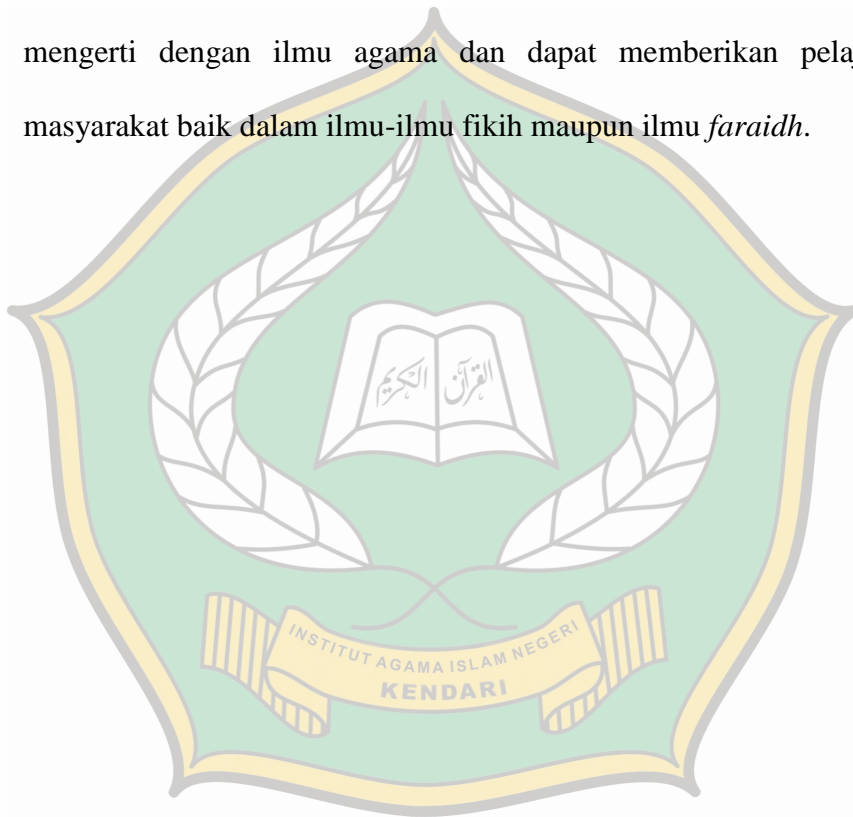 mengerti dengan ilmu agama dan dapat memberikan
masyarakat baik dalam ilmu-ilmu fikih maupun ilmu faraidh.
القرآن الكريم
INSTITUT AGAMA ISLAM NEGERI
KENDARI